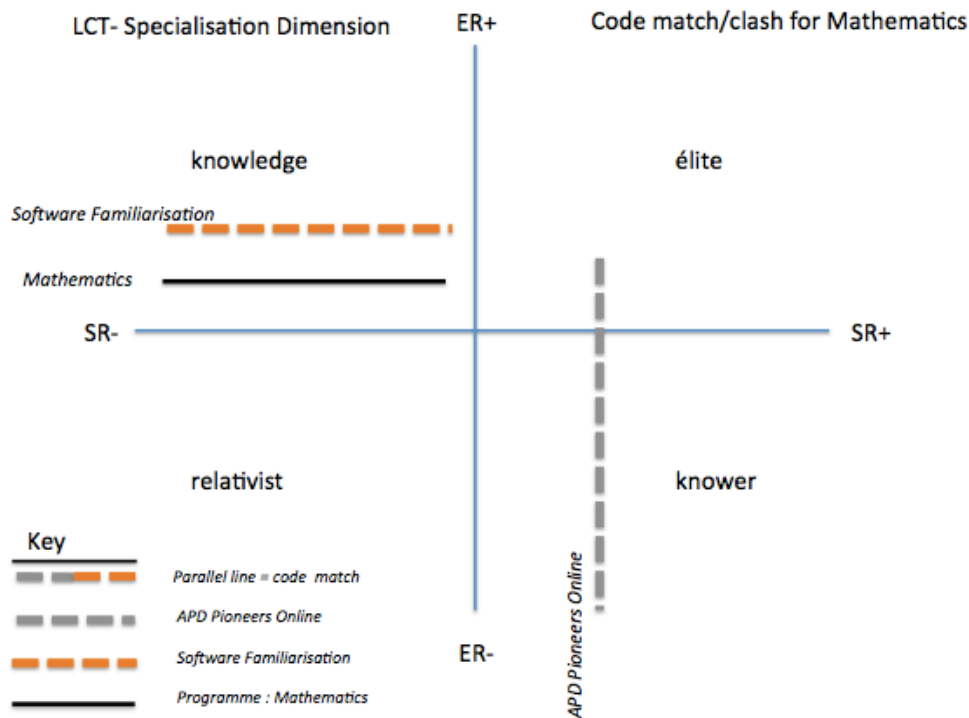 LCT- Specialisation Dimension
ER+
Code match/clash for Mathematics
knowledge
élite
Software Familiarisation
Mathematics
SR-
SR+
relativist
knower
Key
Parallel line = code match
APD Pioneers Online
Software Familiarisation
Programme : Mathematics
ER-
APD Pioneers Online